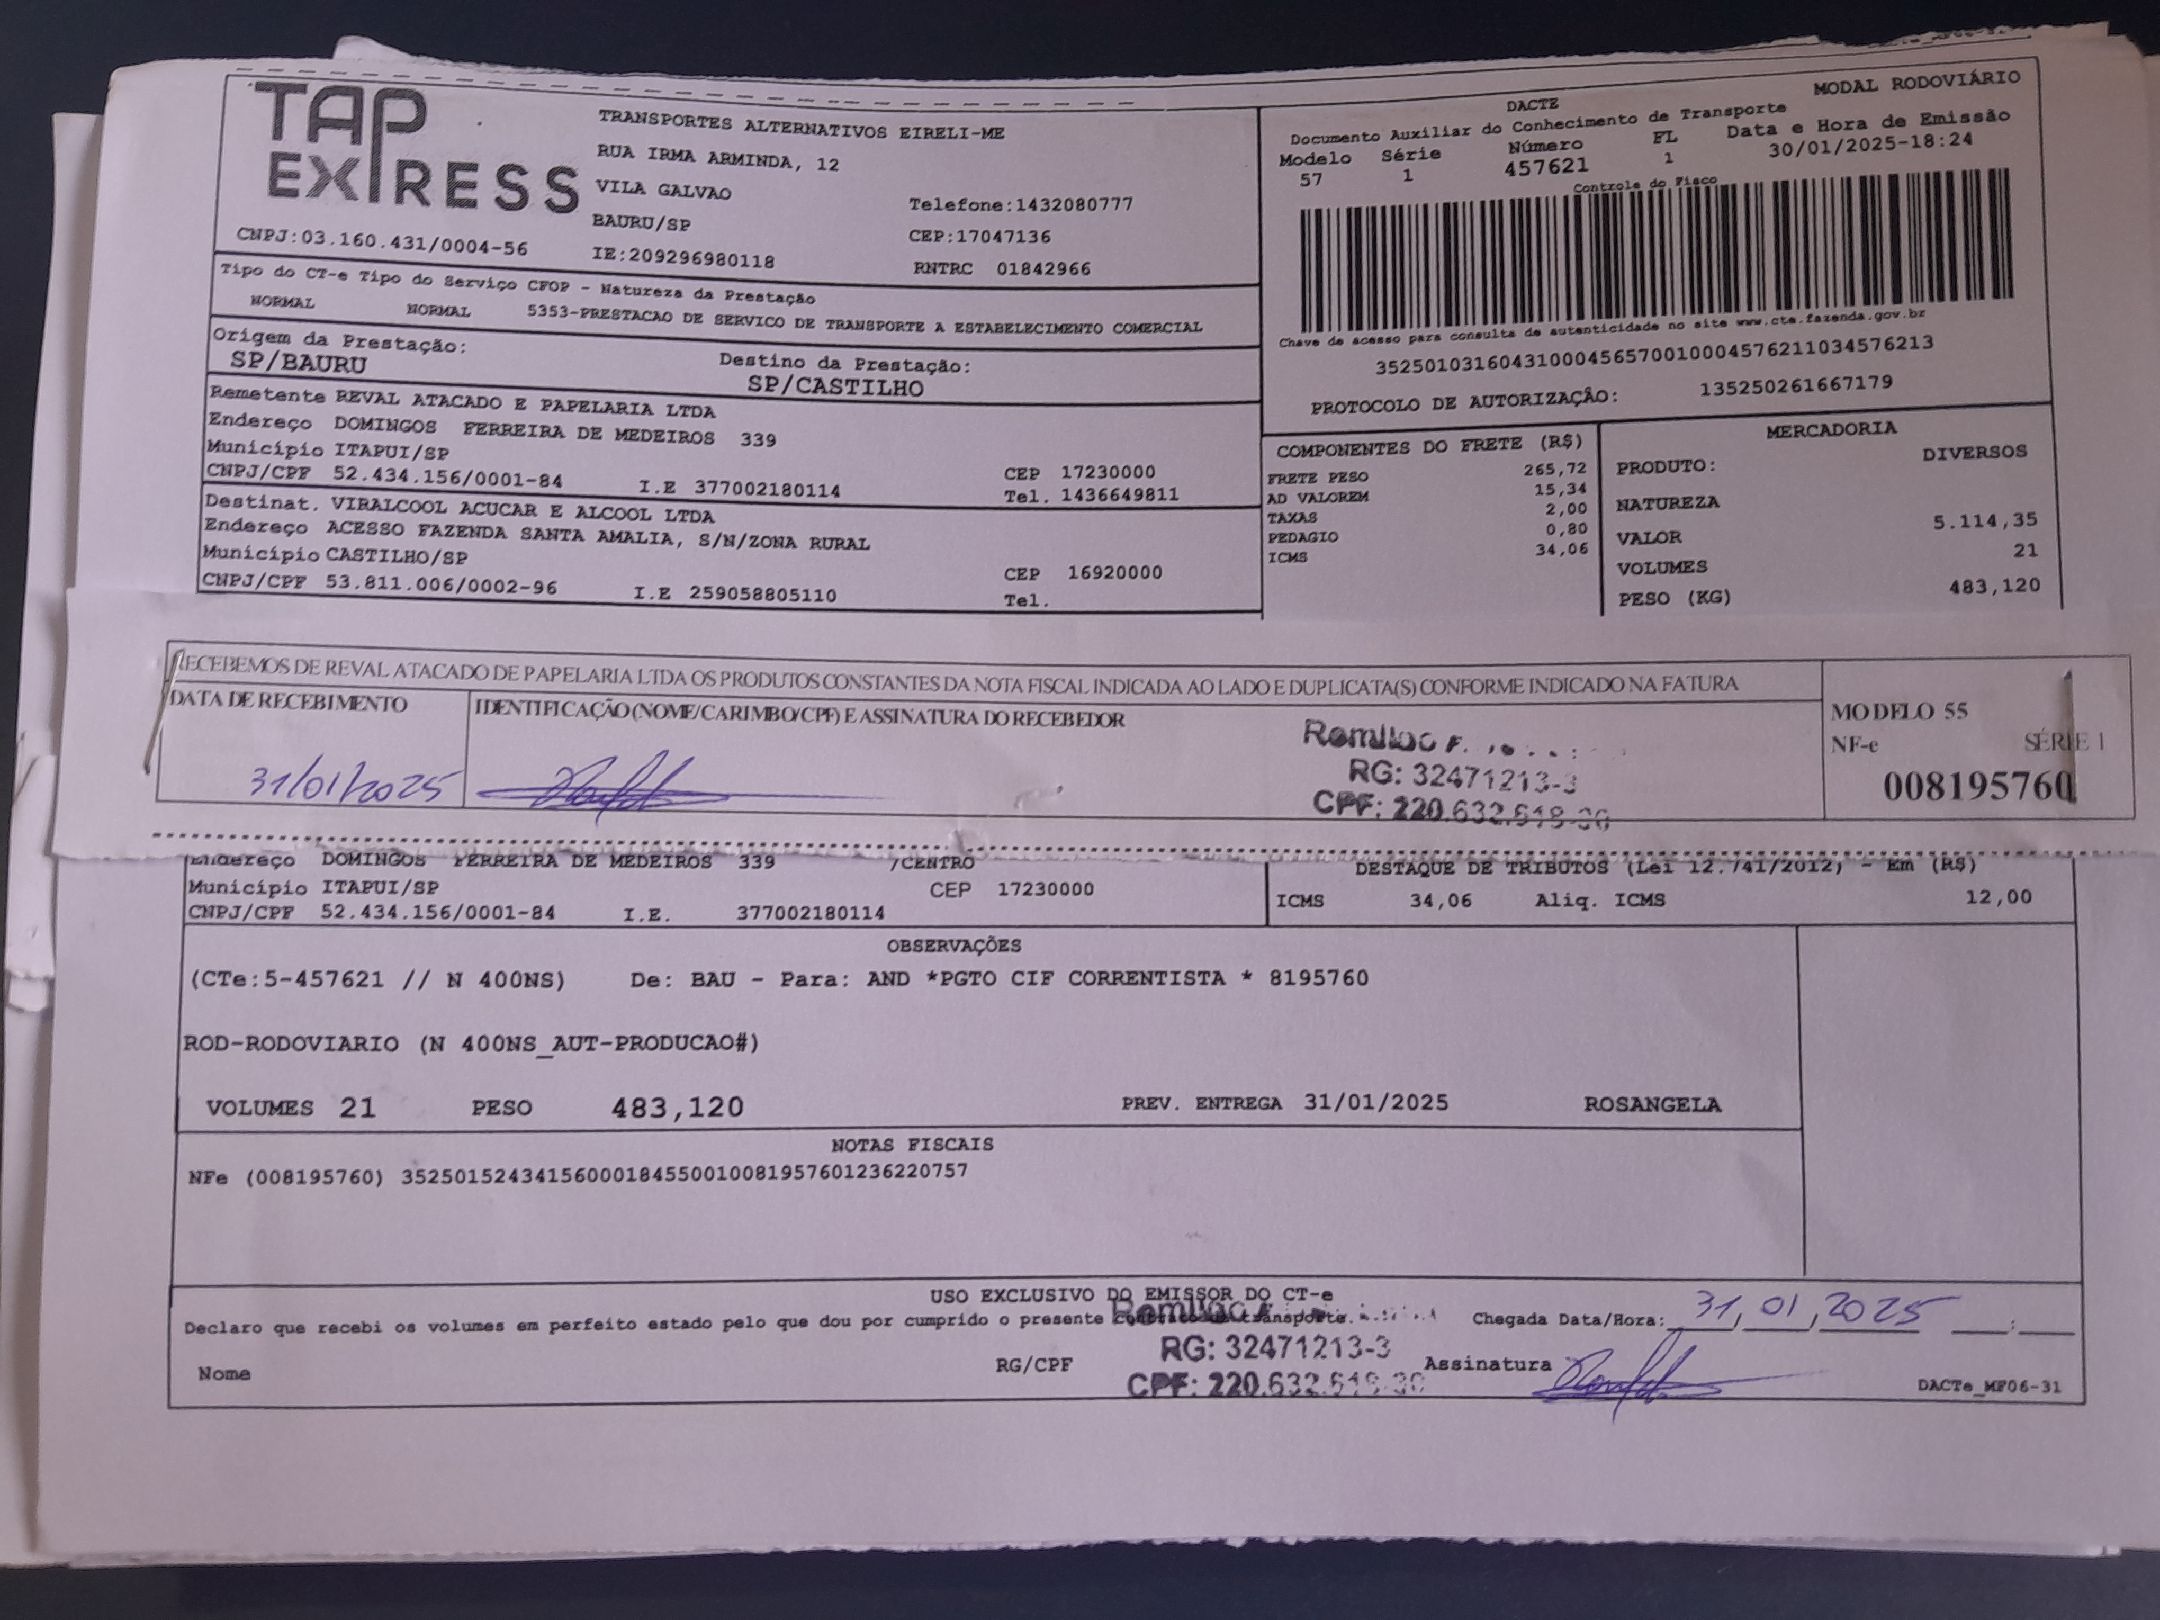 TAP EXPRESS
TRANSPORTES ALTERNATIVOS EIRELI-ME
RUA IRMA ARMINDA, 12
VILA GALVAO
BAURU/SP
Telefone:1432080777
CEP:17047136
CNPJ:03.160.431/0004-56
IE:209296980118
RNTRC 01842966
MODAL RODOVIÁRIO
DACTE
Documento Auxiliar do Conhecimento de Transporte
Modelo Série Número FL Data e Hora de Emissão
57 1 457621 1 30/01/2025-18:24
Controle do Fisco
Chave de acesso para consulta de autenticidade no site www.cte.fazenda.gov.br
35250103160431000456570010004576211034576213
PROTOCOLO DE AUTORIZAÇÂO: 135250261667179
Tipo do CT-e Tipo do Serviço CFOP - Natureza da Prestação
NORMAL NORMAL 5353-PRESTACAO DE SERVICO DE TRANSPORTE A ESTABELECIMENTO COMERCIAL
Origem da Prestação: Destino da Prestação:
SP/BAURU SP/CASTILHO
Remetente REVAL ATACADO E PAPELARIA LTDA
Endereço DOMINGOS FERREIRA DE MEDEIROS 339
Município ITAPUI/SP CEP 17230000
CNPJ/CPF 52.434.156/0001-84 I.E 377002180114 Tel. 1436649811
Destinat. VIRALCOOL ACUCAR E ALCOOL LTDA
Endereço ACESSO FAZENDA SANTA AMALIA, S/N/ZONA RURAL
Município CASTILHO/SP CEP 16920000
CNPJ/CPF 53.811.006/0002-96 I.E 259058805110 Tel.
COMPONENTES DO FRETE (R$)
FRETE PESO 265,72
AD VALOREM 15,34
TAXAS 2,00
PEDAGIO 0,80
ICMS 34,06
MERCADORIA
PRODUTO: DIVERSOS
NATUREZA
VALOR 5.114,35
VOLUMES 21
PESO (KG) 483,120
RECEBEMOS DE REVAL ATACADO DE PAPELARIA LTDA OS PRODUTOS CONSTANTES DA NOTA FISCAL INDICADA AO LADO E DUPLICATA(S) CONFORME INDICADO NA FATURA
DATA DE RECEBIMENTO IDENTIFICAÇÃO (NOME/CARIMBO/CPF) E ASSINATURA DO RECEBEDOR
31/01/2025
RG: 32471213-3
CPF: 220.632.
MODELO 55
NF-e SÉRIE 1
008195760
Endereço DOMINGOS FERREIRA DE MEDEIROS 339 /CENTRO
Município ITAPUI/SP CEP 17230000
CNPJ/CPF 52.434.156/0001-84 I.E. 377002180114
DESTAQUE DE TRIBUTOS (Lei 12.741/2012) - Em (R$)
ICMS 34,06 Aliq. ICMS 12,00
OBSERVAÇÕES
(CTe:5-457621 // N 400NS) De: BAU - Para: AND *PGTO CIF CORRENTISTA * 8195760
ROD-RODOVIARIO (N 400NS_AUT-PRODUCAO#)
VOLUMES 21 PESO 483,120 PREV. ENTREGA 31/01/2025 ROSANGELA
NOTAS FISCAIS
NFe (008195760) 35250152434156000184550010081957601236220757
USO EXCLUSIVO DO EMISSOR DO CT-e
Declaro que recebi os volumes em perfeito estado pelo que dou por cumprido o presente contrato de transporte.
Chegada Data/Hora: 31, 01, 2025
RG: 32471213-3
CPF: 220.632.
Nome RG/CPF Assinatura
DACTe_MF06-31